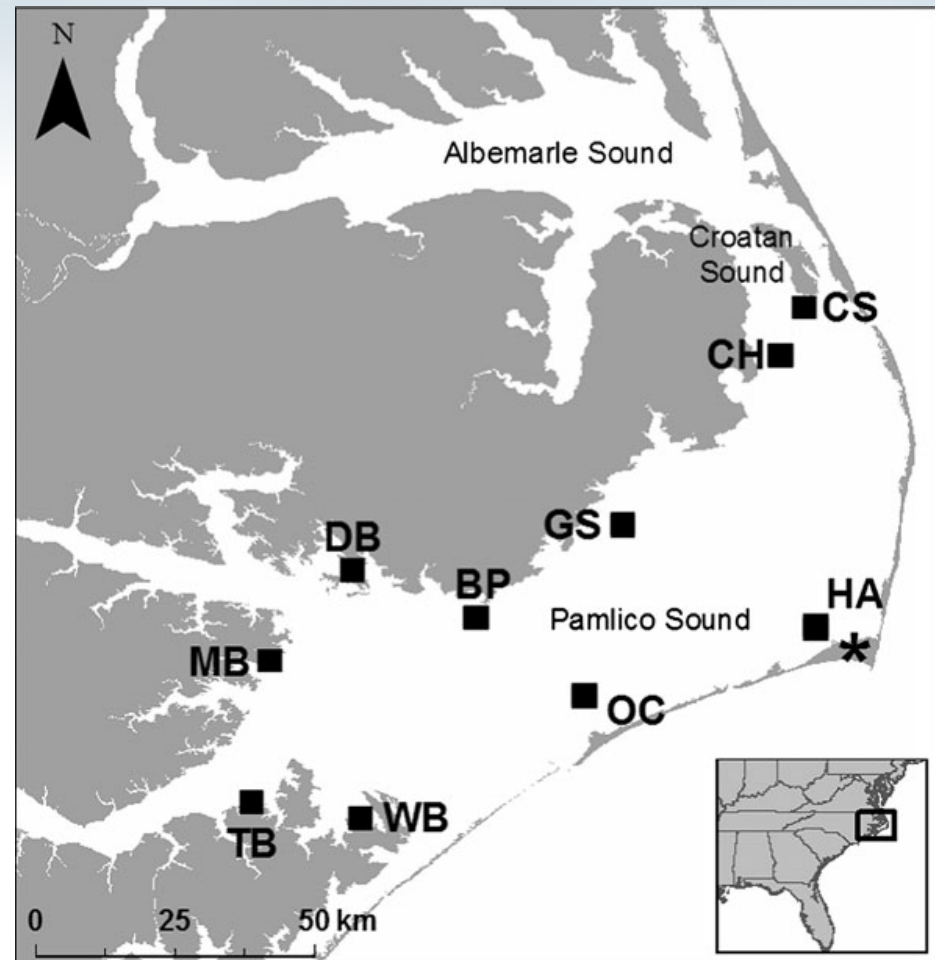 N
Albemarle Sound
Croatan
Sound
CS
CH
GS
DB
BP
HA
Pamlico Sound
*
MB
OC
WB
TB
0 25 50 km